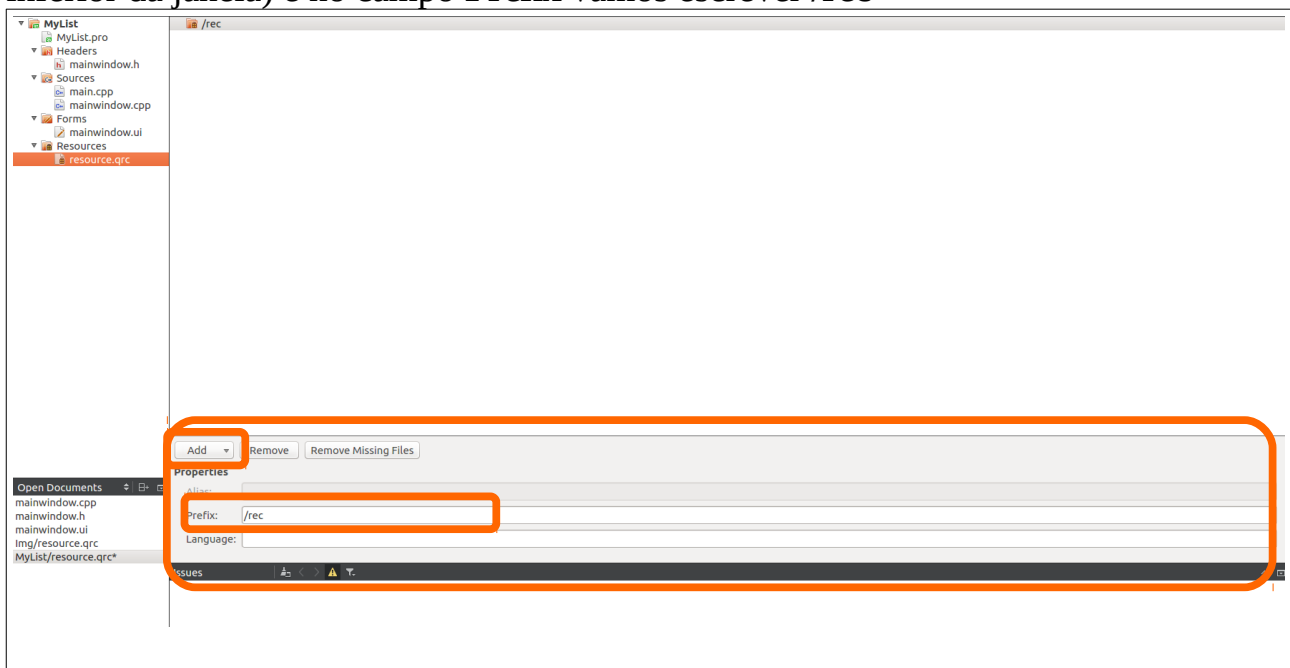 MyList
MyList.pro
Headers
mainwindow.h
Sources
main.cpp
mainwindow.cpp
Forms
mainwindow.ui
Resources
resource.qrc
/rec
Add Remove Remove Missing Files
Properties
Alias:
Prefix: /rec
Language:
Open Documents
mainwindow.cpp
mainwindow.h
mainwindow.ui
Img/resource.qrc
MyList/resource.qrc*
Issues